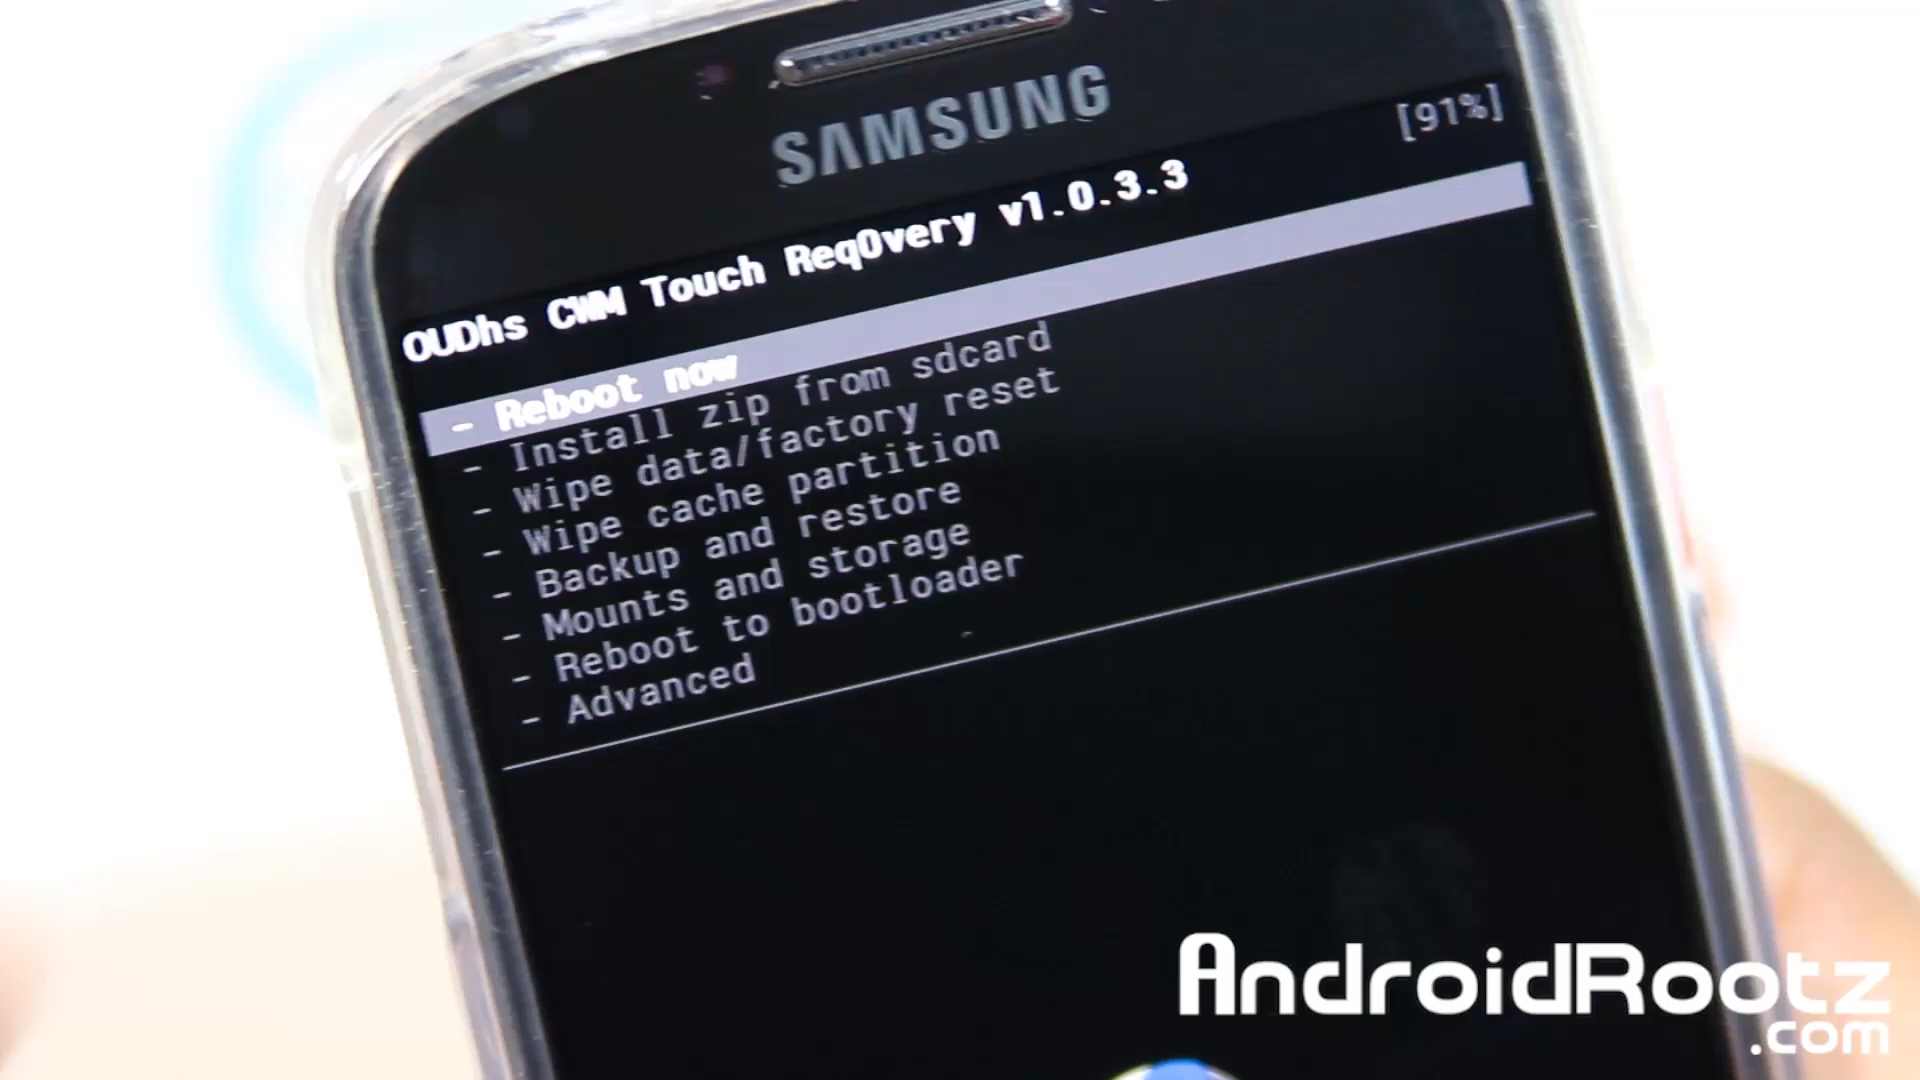 SAMSUNG
[91%]
OUDhs CWM Touch Req0very v1.0.3.3
- Reboot now
- Install zip from sdcard
- Wipe data/factory reset
- Wipe cache partition
- Backup and restore
- Mounts and storage
- Reboot to bootloader
- Advanced
AndroidRootz
.com